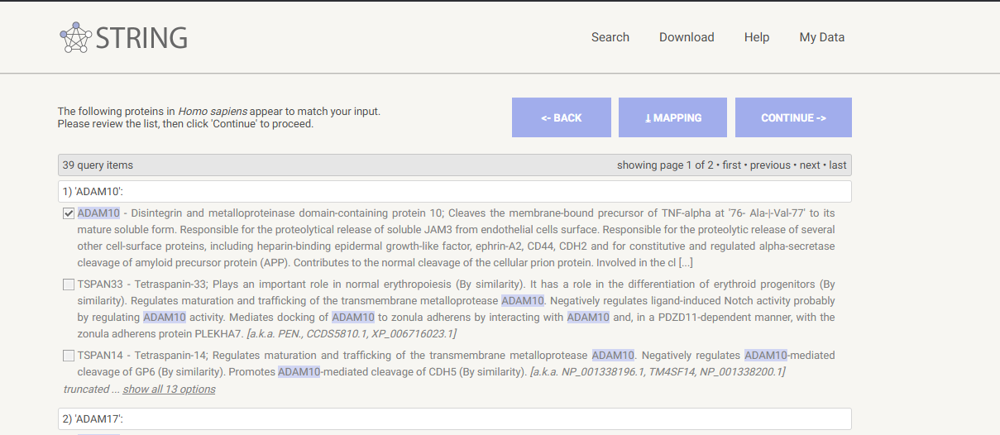 STRING
Search Download Help My Data
The following proteins in Homo sapiens appear to match your input.
Please review the list, then click 'Continue' to proceed.
<- BACK
⤓ MAPPING
CONTINUE ->
39 query items
showing page 1 of 2 • first • previous • next • last
1) 'ADAM10':
ADAM10 - Disintegrin and metalloproteinase domain-containing protein 10; Cleaves the membrane-bound precursor of TNF-alpha at '76- Ala-|-Val-77' to its
mature soluble form. Responsible for the proteolytical release of soluble JAM3 from endothelial cells surface. Responsible for the proteolytic release of several
other cell-surface proteins, including heparin-binding epidermal growth-like factor, ephrin-A2, CD44, CDH2 and for constitutive and regulated alpha-secretase
cleavage of amyloid precursor protein (APP). Contributes to the normal cleavage of the cellular prion protein. Involved in the cl [...]
TSPAN33 - Tetraspanin-33; Plays an important role in normal erythropoiesis (By similarity). It has a role in the differentiation of erythroid progenitors (By
similarity). Regulates maturation and trafficking of the transmembrane metalloprotease ADAM10. Negatively regulates ligand-induced Notch activity probably
by regulating ADAM10 activity. Mediates docking of ADAM10 to zonula adherens by interacting with ADAM10 and, in a PDZD11-dependent manner, with the
zonula adherens protein PLEKHA7. [a.k.a. PEN., CCDS5810.1, XP_006716023.1]
TSPAN14 - Tetraspanin-14; Regulates maturation and trafficking of the transmembrane metalloprotease ADAM10. Negatively regulates ADAM10-mediated
cleavage of GP6 (By similarity). Promotes ADAM10-mediated cleavage of CDH5 (By similarity). [a.k.a. NP_001338196.1, TM4SF14, NP_001338200.1]
truncated ... show all 13 options
2) 'ADAM17':